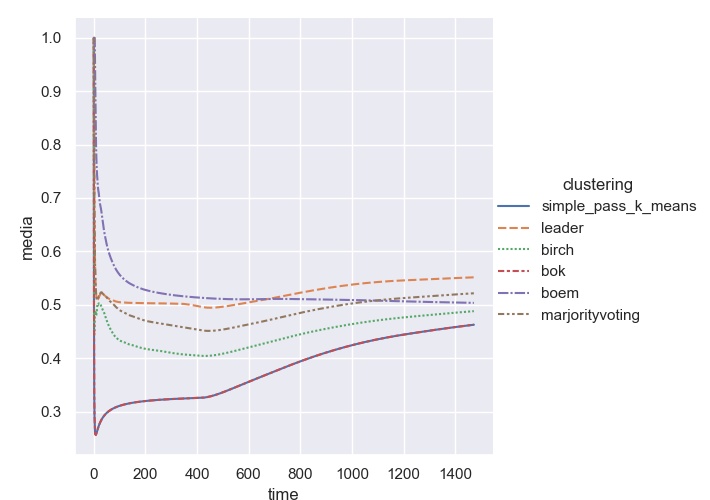 1.0
0.9
0.8
0.7
0.6
0.5
0.4
0.3
media
0 200 400 600 800 1000 1200 1400
time
clustering
simple_pass_k_means
leader
birch
bok
boem
marjorityvoting